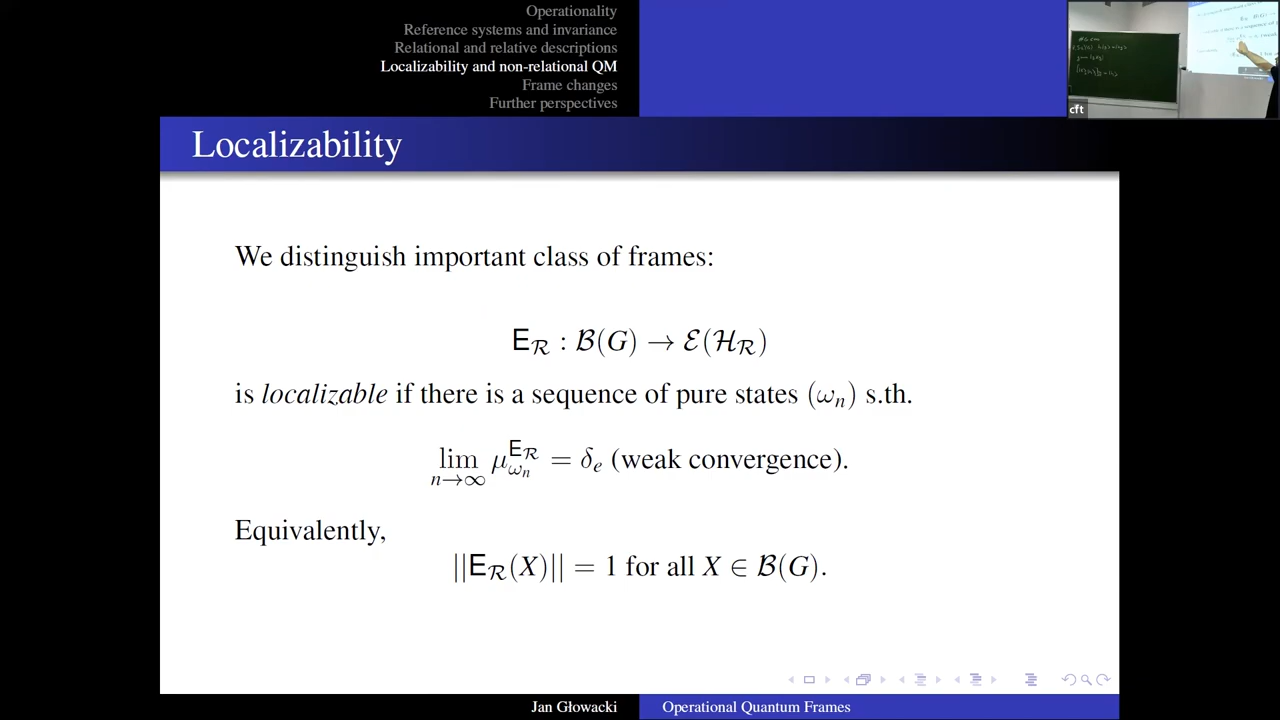 Operationality
Reference systems and invariance
Relational and relative descriptions
Localizability and non-relational QM
Frame changes
Further perspectives
cft
Localizability
We distinguish important class of frames:
E_ℛ : ℬ(G) → ℰ(ℋ_ℛ)
is localizable if there is a sequence of pure states (ω_n) s.th.
lim_{n→∞} μ^{E_ℛ}_{ω_n} = δ_e (weak convergence).
Equivalently,
||E_ℛ(X)|| = 1 for all X ∈ ℬ(G).
Jan Głowacki
Operational Quantum Frames